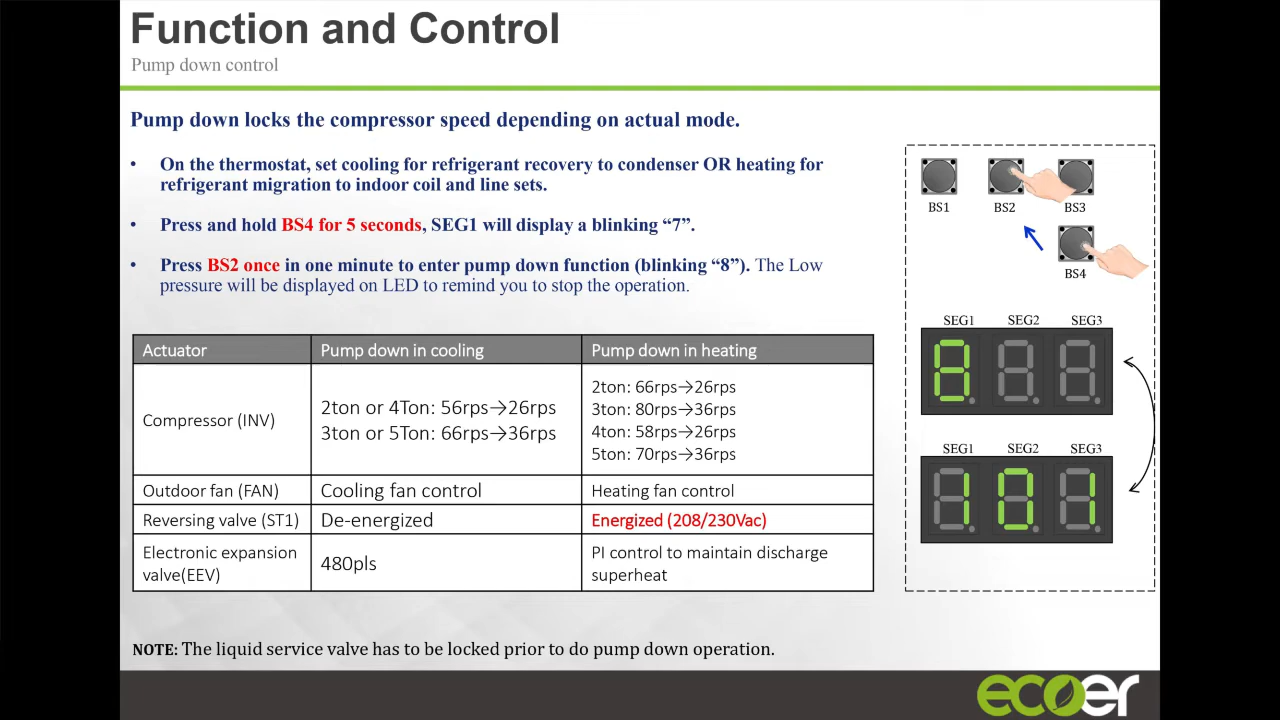 Function and Control
Pump down control
Pump down locks the compressor speed depending on actual mode.
• On the thermostat, set cooling for refrigerant recovery to condenser OR heating for
refrigerant migration to indoor coil and line sets.
• Press and hold BS4 for 5 seconds, SEG1 will display a blinking “7”.
• Press BS2 once in one minute to enter pump down function (blinking “8”). The Low
pressure will be displayed on LED to remind you to stop the operation.
Actuator Pump down in cooling Pump down in heating
Compressor (INV)
2ton or 4Ton: 56rps→26rps
3ton or 5Ton: 66rps→36rps
2ton: 66rps→26rps
3ton: 80rps→36rps
4ton: 58rps→26rps
5ton: 70rps→36rps
Outdoor fan (FAN) Cooling fan control Heating fan control
Reversing valve (ST1) De-energized Energized (208/230Vac)
Electronic expansion
valve(EEV)
480pls
PI control to maintain discharge
superheat
NOTE: The liquid service valve has to be locked prior to do pump down operation.
BS1 BS2 BS3
BS4
SEG1 SEG2 SEG3
8
SEG1 SEG2 SEG3
101
ecoer